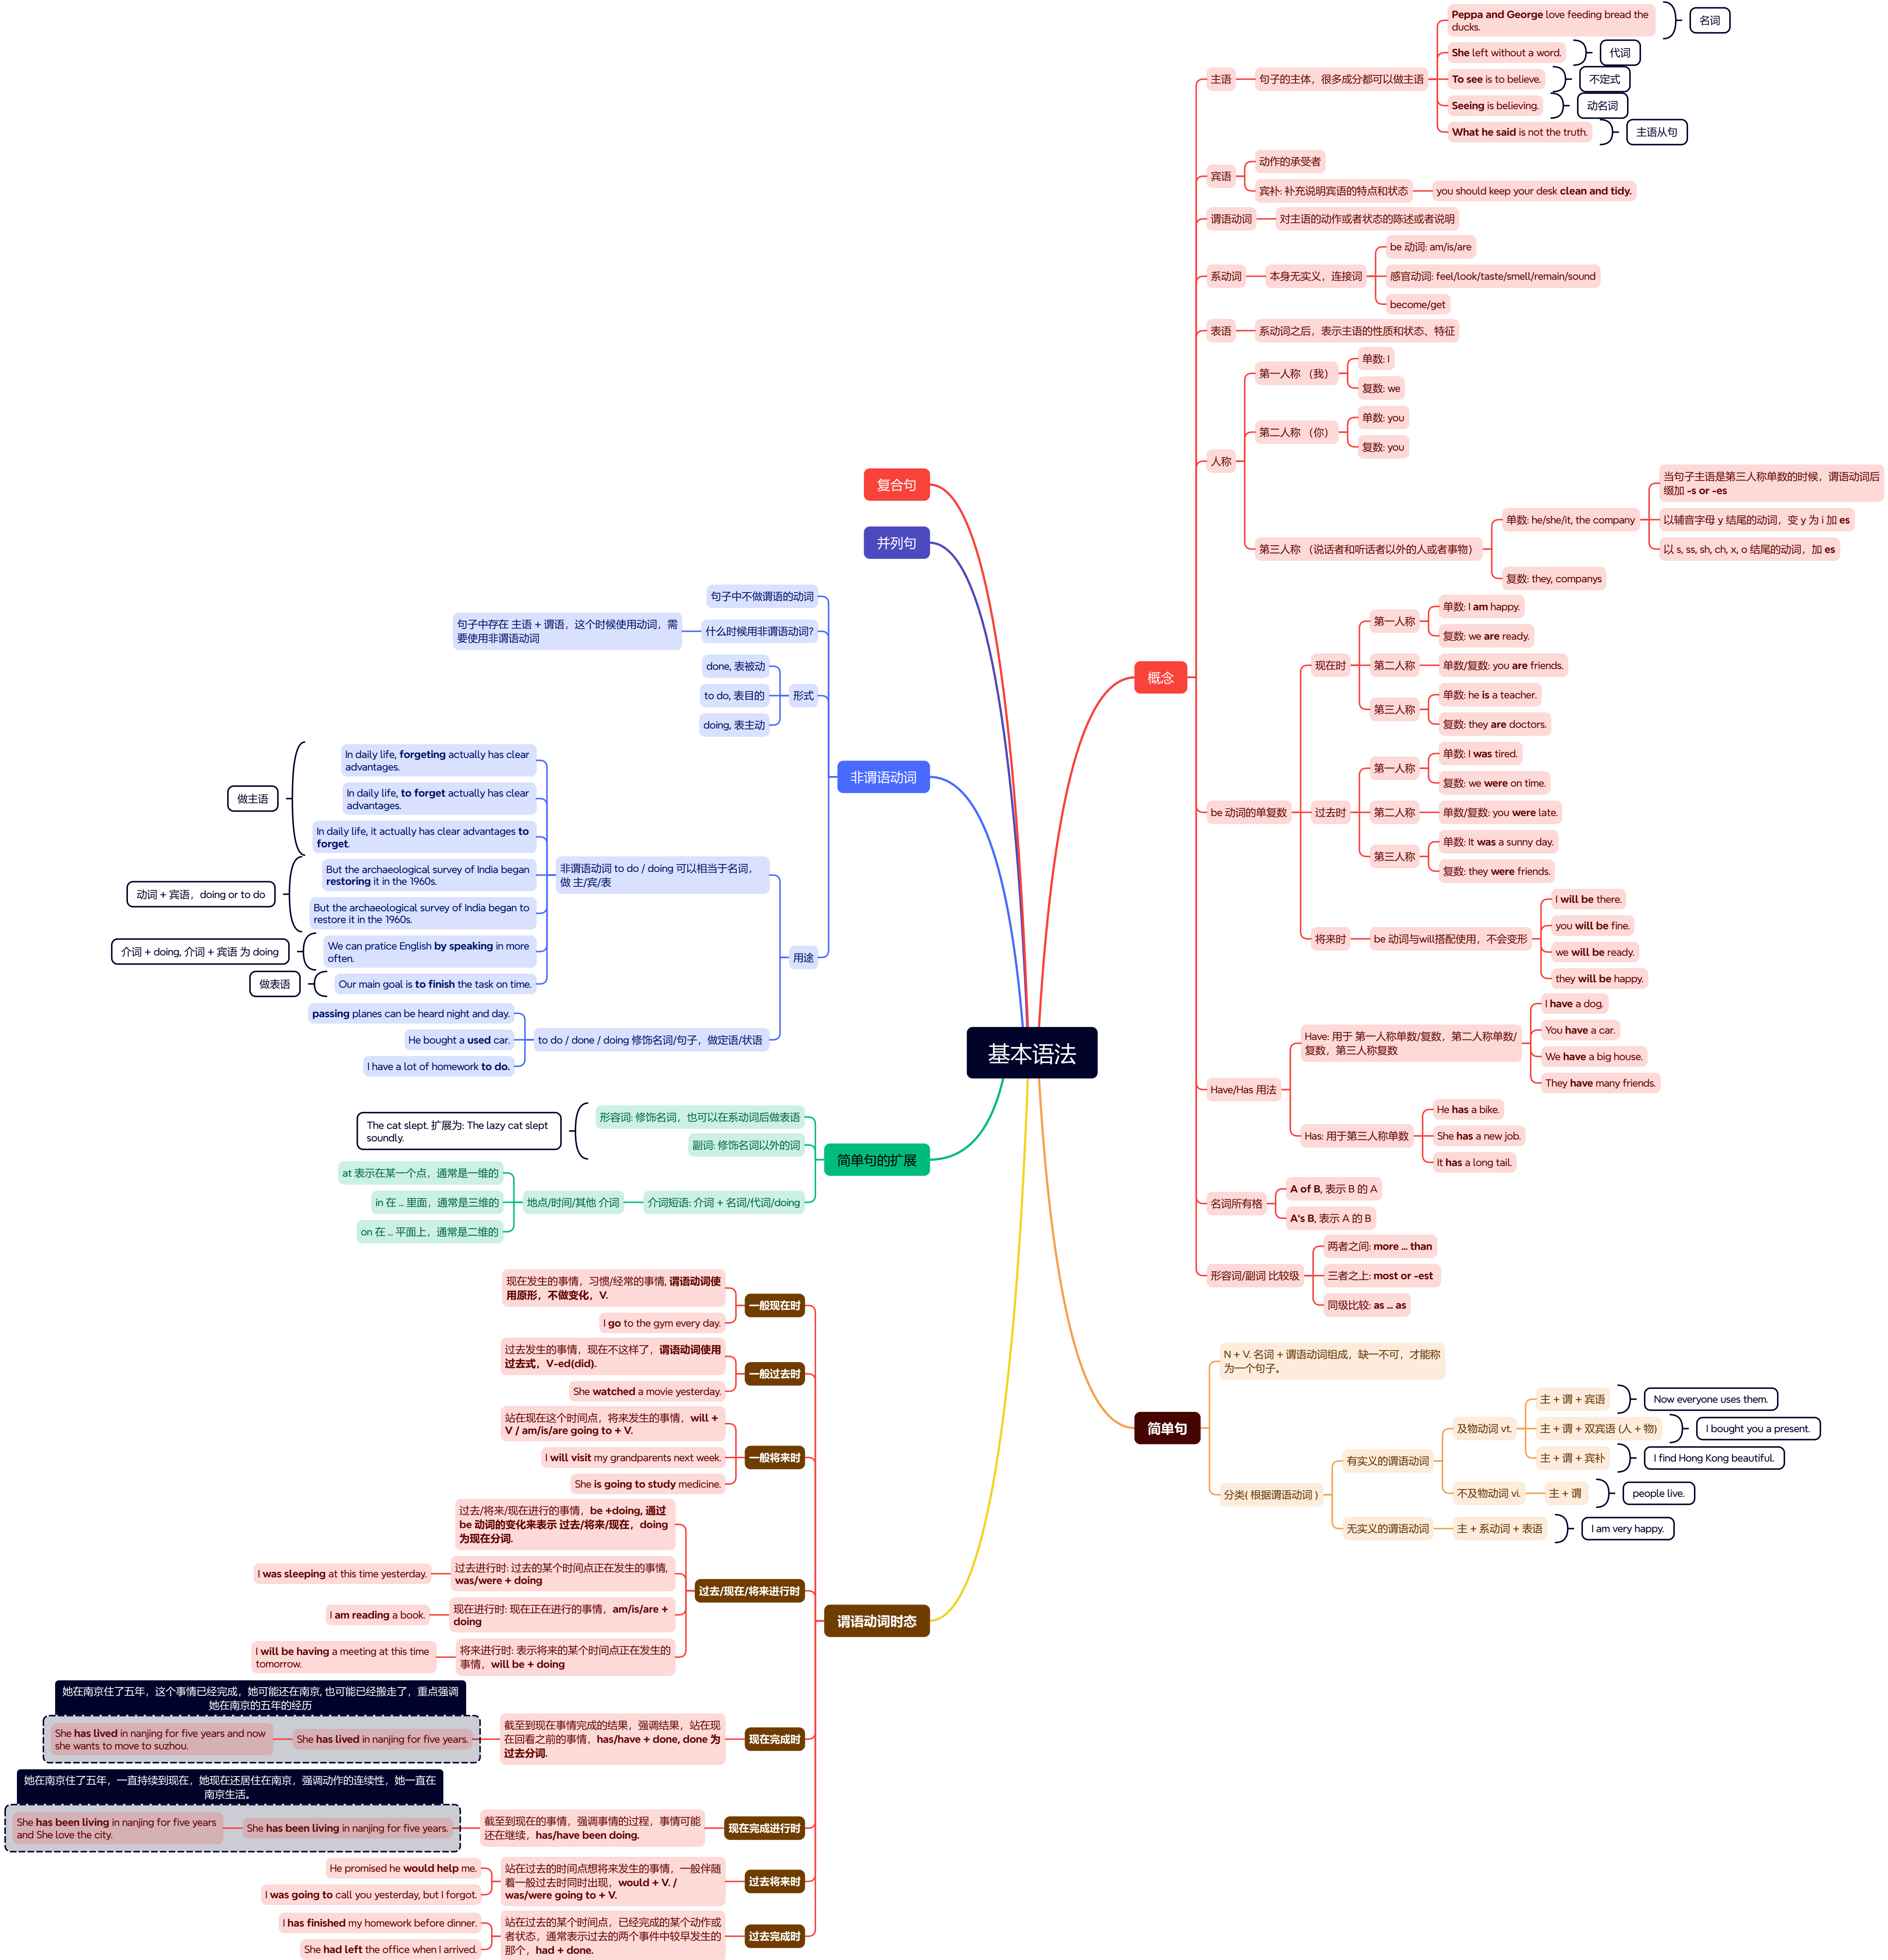 基本语法
概念
主语
句子的主体，很多成分都可以做主语
Peppa and George love feeding bread the
ducks.
名词
She left without a word.
代词
To see is to believe.
不定式
Seeing is believing.
动名词
What he said is not the truth.
主语从句
宾语
动作的承受者
宾补: 补充说明宾语的特点和状态
you should keep your desk clean and tidy.
谓语动词
对主语的动作或者状态的陈述或者说明
系动词
本身无实义，连接词
be 动词: am/is/are
感官动词: feel/look/taste/smell/remain/sound
become/get
表语
系动词之后，表示主语的性质和状态、特征
人称
第一人称 （我）
单数: I
复数: we
第二人称 （你）
单数: you
复数: you
第三人称 （说话者和听话者以外的人或者事物）
单数: he/she/it, the company
当句子主语是第三人称单数的时候，谓语动词后
缀加 -s or -es
以辅音字母 y 结尾的动词，变 y 为 i 加 es
以 s, ss, sh, ch, x, o 结尾的动词，加 es
复数: they, companys
be 动词的单复数
现在时
第一人称
单数: I am happy.
复数: we are ready.
第二人称
单数/复数: you are friends.
第三人称
单数: he is a teacher.
复数: they are doctors.
过去时
第一人称
单数: I was tired.
复数: we were on time.
第二人称
单数/复数: you were late.
第三人称
单数: It was a sunny day.
复数: they were friends.
将来时
be 动词与will搭配使用，不会变形
I will be there.
you will be fine.
we will be ready.
they will be happy.
Have/Has 用法
Have: 用于 第一人称单数/复数，第二人称单数/
复数，第三人称复数
I have a dog.
You have a car.
We have a big house.
They have many friends.
Has: 用于第三人称单数
He has a bike.
She has a new job.
It has a long tail.
名词所有格
A of B, 表示 B 的 A
A's B, 表示 A 的 B
形容词/副词 比较级
两者之间: more ... than
三者之上: most or -est
同级比较: as ... as
简单句
N + V. 名词 + 谓语动词组成，缺一不可，才能称
为一个句子。
分类( 根据谓语动词 )
有实义的谓语动词
及物动词 vt.
主 + 谓 + 宾语
Now everyone uses them.
主 + 谓 + 双宾语 (人 + 物)
I bought you a present.
主 + 谓 + 宾补
I find Hong Kong beautiful.
不及物动词 vi.
主 + 谓
people live.
无实义的谓语动词
主 + 系动词 + 表语
I am very happy.
复合句
并列句
非谓语动词
句子中不做谓语的动词
什么时候用非谓语动词?
句子中存在 主语 + 谓语，这个时候使用动词，需
要使用非谓语动词
形式
done, 表被动
to do, 表目的
doing, 表主动
用途
非谓语动词 to do / doing 可以相当于名词，
做 主/宾/表
In daily life, forgeting actually has clear
advantages.
In daily life, to forget actually has clear
advantages.
In daily life, it actually has clear advantages to
forget.
做主语
But the archaeological survey of India began
restoring it in the 1960s.
But the archaeological survey of India began to
restore it in the 1960s.
动词 + 宾语，doing or to do
We can pratice English by speaking in more
often.
介词 + doing, 介词 + 宾语 为 doing
Our main goal is to finish the task on time.
做表语
to do / done / doing 修饰名词/句子，做定语/状语
passing planes can be heard night and day.
He bought a used car.
I have a lot of homework to do.
简单句的扩展
形容词: 修饰名词，也可以在系动词后做表语
副词: 修饰名词以外的词
The cat slept. 扩展为: The lazy cat slept
soundly.
介词短语: 介词 + 名词/代词/doing
地点/时间/其他 介词
at 表示在某一个点，通常是一维的
in 在 ... 里面，通常是三维的
on 在 ... 平面上，通常是二维的
谓语动词时态
一般现在时
现在发生的事情，习惯/经常的事情, 谓语动词使
用原形，不做变化，V.
I go to the gym every day.
一般过去时
过去发生的事情，现在不这样了，谓语动词使用
过去式，V-ed(did).
She watched a movie yesterday.
一般将来时
站在现在这个时间点，将来发生的事情，will +
V / am/is/are going to + V.
I will visit my grandparents next week.
She is going to study medicine.
过去/现在/将来进行时
过去/将来/现在进行的事情，be +doing, 通过
be 动词的变化来表示 过去/将来/现在，doing
为现在分词.
过去进行时: 过去的某个时间点正在发生的事情,
was/were + doing
I was sleeping at this time yesterday.
现在进行时: 现在正在进行的事情，am/is/are +
doing
I am reading a book.
将来进行时: 表示将来的某个时间点正在发生的
事情，will be + doing
I will be having a meeting at this time
tomorrow.
现在完成时
截至到现在事情完成的结果，强调结果，站在现
在回看之前的事情，has/have + done, done 为
过去分词.
她在南京住了五年，这个事情已经完成，她可能还在南京, 也可能已经搬走了，重点强调
她在南京的五年的经历
She has lived in nanjing for five years.
She has lived in nanjing for five years and now
she wants to move to suzhou.
现在完成进行时
截至到现在的事情，强调事情的过程，事情可能
还在继续，has/have been doing.
她在南京住了五年，一直持续到现在，她现在还居住在南京，强调动作的连续性，她一直在
南京生活。
She has been living in nanjing for five years.
She has been living in nanjing for five years
and She love the city.
过去将来时
站在过去的时间点想将来发生的事情，一般伴随
着一般过去时同时出现，would + V. /
was/were going to + V.
He promised he would help me.
I was going to call you yesterday, but I forgot.
过去完成时
站在过去的某个时间点，已经完成的某个动作或
者状态，通常表示过去的两个事件中较早发生的
那个，had + done.
I has finished my homework before dinner.
She had left the office when I arrived.